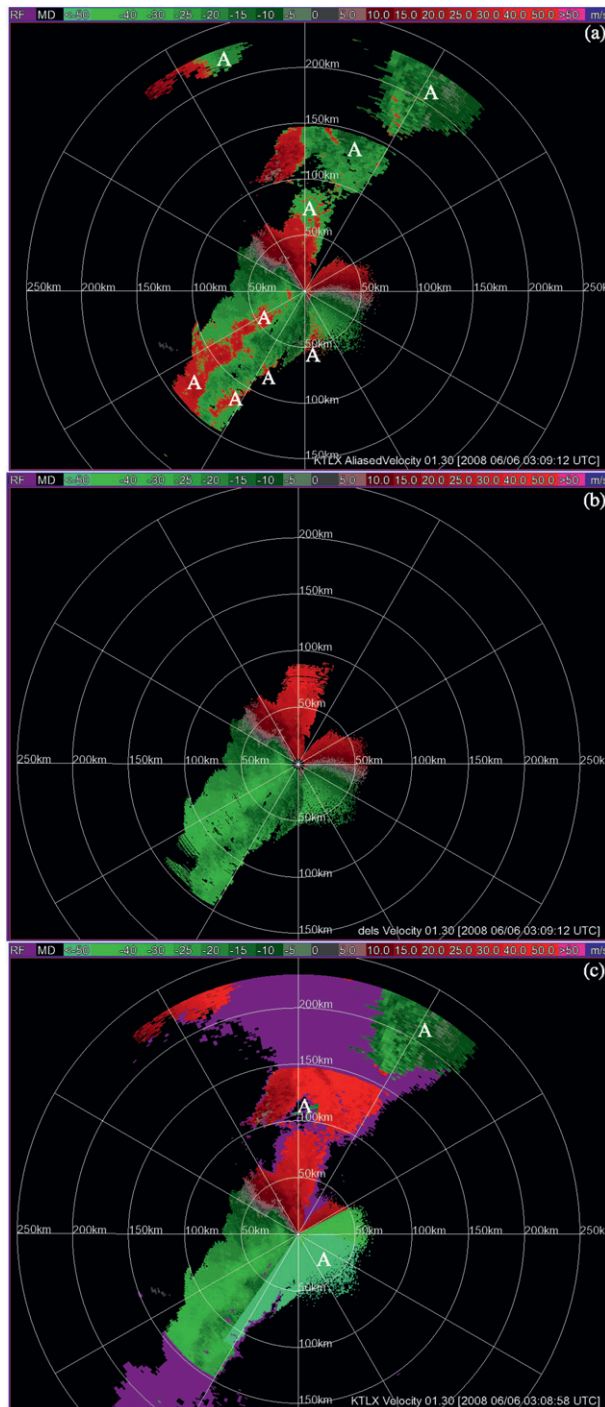 RF MD <-50 -40 -30 -25 -20 -15 -10 -5 0 5.0 10.0 15.0 20.0 25.0 30.0 40.0 50.0 >50 m/s
(a)
200km
A
A
150km
A
100km
A
50km
250km 200km 150km 100km 50km 50km 100km 150km 200km 250k
A
50km
A
A
A
A
100km
150km
KTLX AliasedVelocity 01.30 [2008 06/06 03:09:12 UTC]
RF MD <-50 -40 -30 -25 -20 -15 -10 -5 0 5.0 10.0 15.0 20.0 25.0 30.0 40.0 50.0 >50 m/s
(b)
200km
150km
100km
50km
250km 200km 150km 100km 50km 50km 100km 150km 200km 250km
50km
100km
150km
dels Velocity 01.30 [2008 06/06 03:09:12 UTC]
RF MD <-50 -40 -30 -25 -20 -15 -10 -5 0 5.0 10.0 15.0 20.0 25.0 30.0 40.0 50.0 >50 m/s
(c)
200km
A
150km
A
100km
50km
250km 200km 150km 100km 50km 50km 100km 150km 200km 250km
A
50km
100km
150km
KTLX Velocity 01.30 [2008 06/06 03:08:58 UTC]